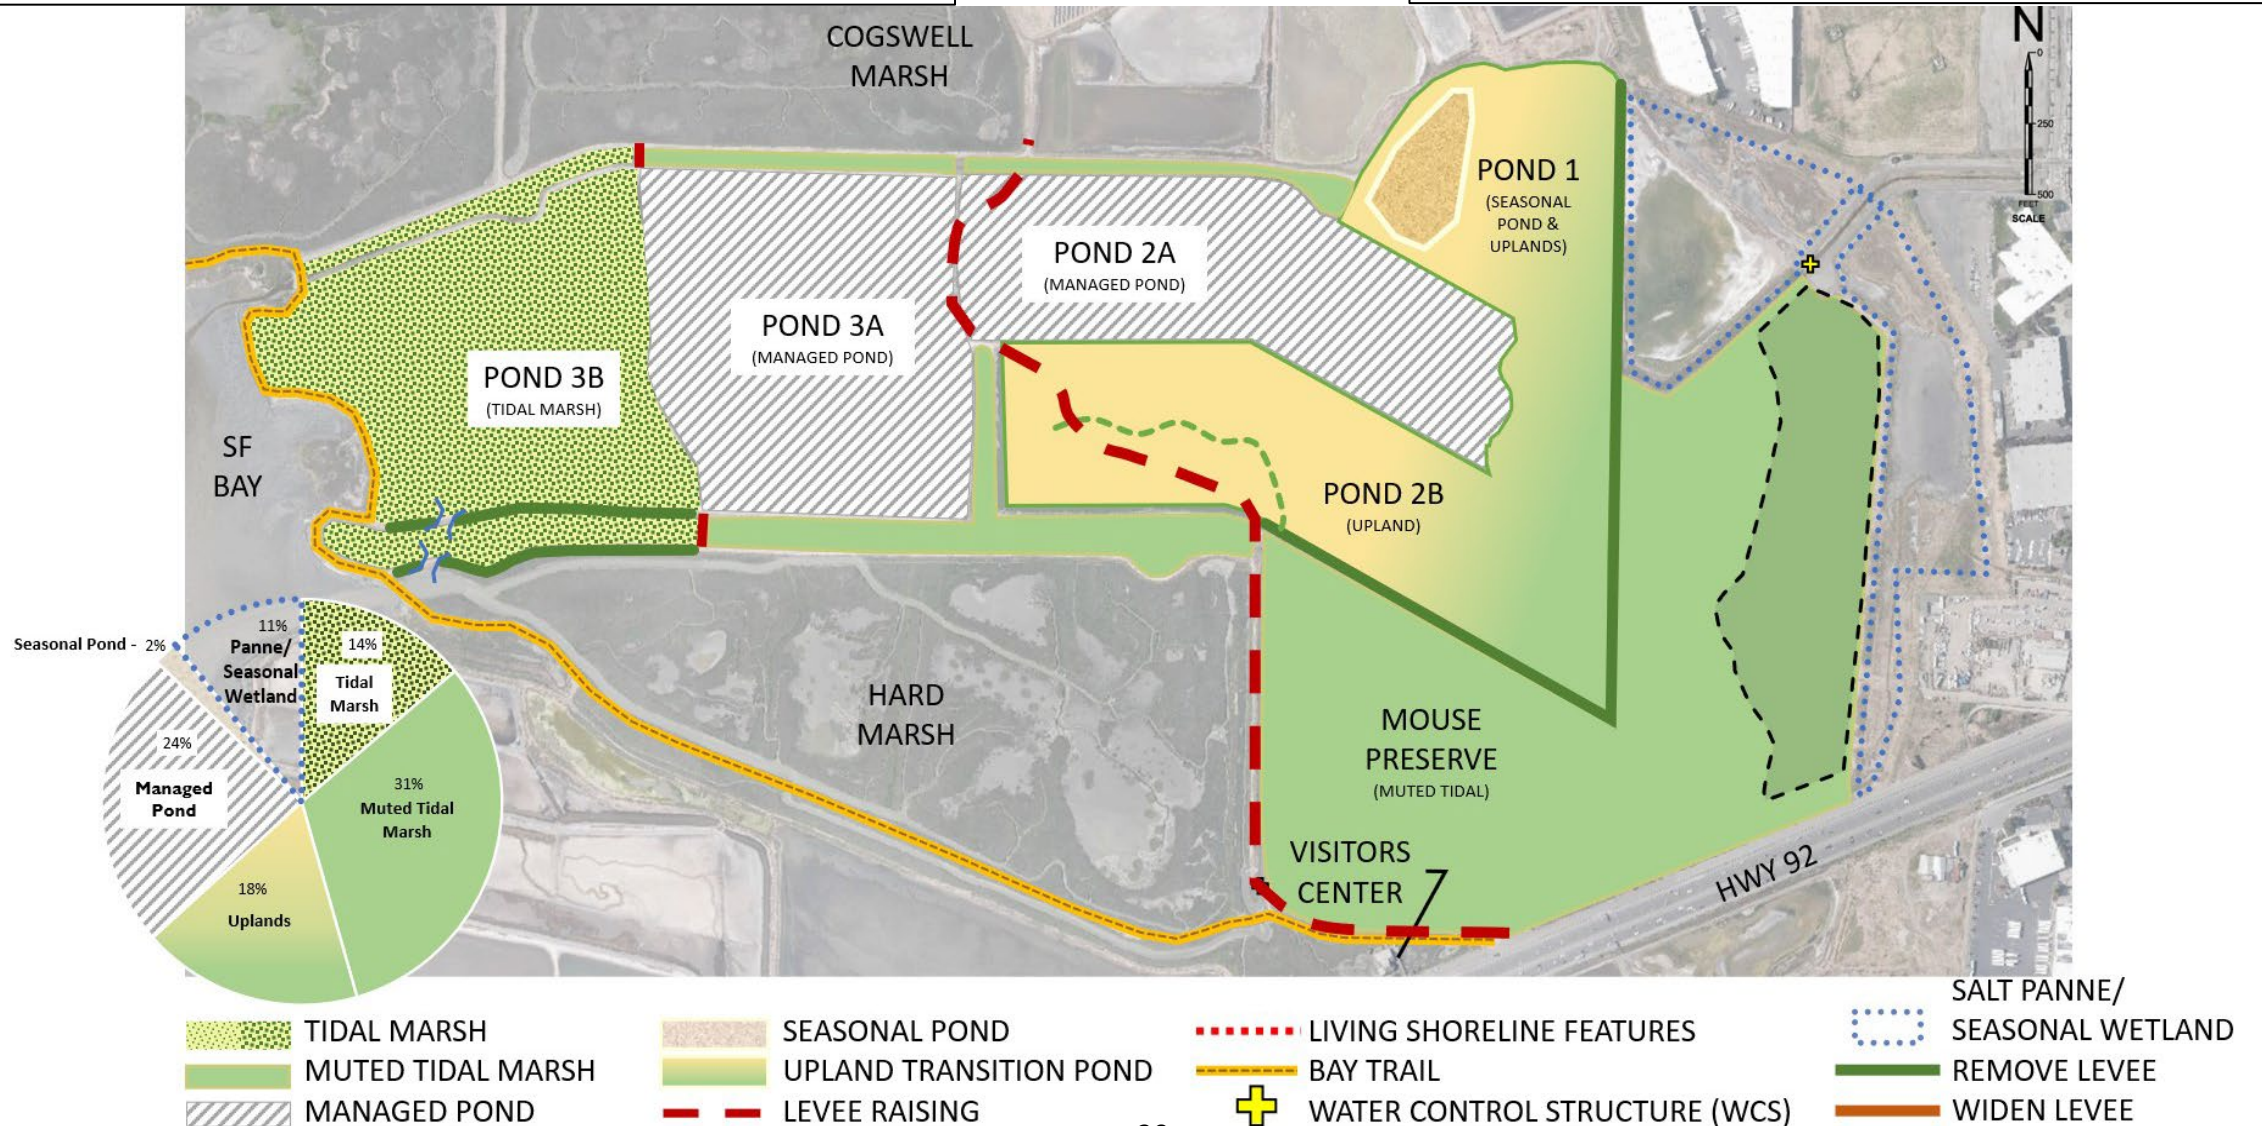 COGSWELL
MARSH
N
0
250
500
FEET
SCALE
POND 1
(SEASONAL
POND &
UPLANDS)
POND 2A
(MANAGED POND)
POND 3A
(MANAGED POND)
POND 3B
(TIDAL MARSH)
SF
BAY
POND 2B
(UPLAND)
HARD
MARSH
MOUSE
PRESERVE
(MUTED TIDAL)
VISITORS
CENTER
HWY 92
Seasonal Pond - 2%
11%
Panne/
Seasonal
Wetland
14%
Tidal
Marsh
24%
Managed
Pond
31%
Muted Tidal
Marsh
18%
Uplands
TIDAL MARSH
MUTED TIDAL MARSH
MANAGED POND
SEASONAL POND
UPLAND TRANSITION POND
LEVEE RAISING
LIVING SHORELINE FEATURES
BAY TRAIL
WATER CONTROL STRUCTURE (WCS)
SALT PANNE/
SEASONAL WETLAND
REMOVE LEVEE
WIDEN LEVEE